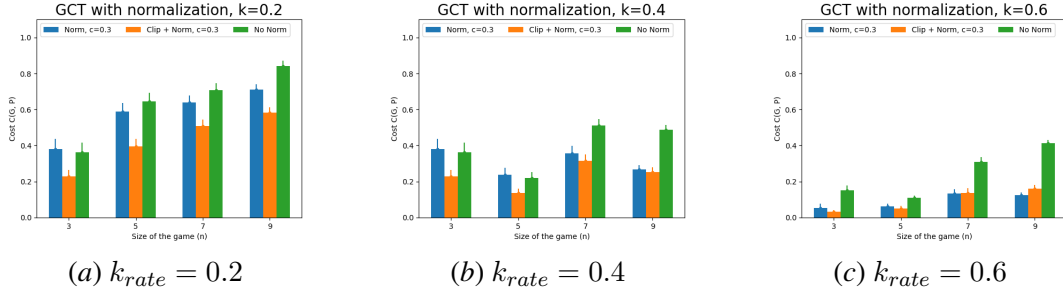 GCT with normalization, k=0.2
Norm, c=0.3 Clip + Norm, c=0.3 No Norm
Cost C(G, P)
1.0
0.8
0.6
0.4
0.2
0.0
3 5 7 9
Size of the game (n)
(a) k_rate = 0.2
GCT with normalization, k=0.4
Norm, c=0.3 Clip + Norm, c=0.3 No Norm
Cost C(G, P)
1.0
0.8
0.6
0.4
0.2
0.0
3 5 7 9
Size of the game (n)
(b) k_rate = 0.4
GCT with normalization, k=0.6
Norm, c=0.3 Clip + Norm, c=0.3 No Norm
Cost C(G, P)
1.0
0.8
0.6
0.4
0.2
0.0
3 5 7 9
Size of the game (n)
(c) k_rate = 0.6